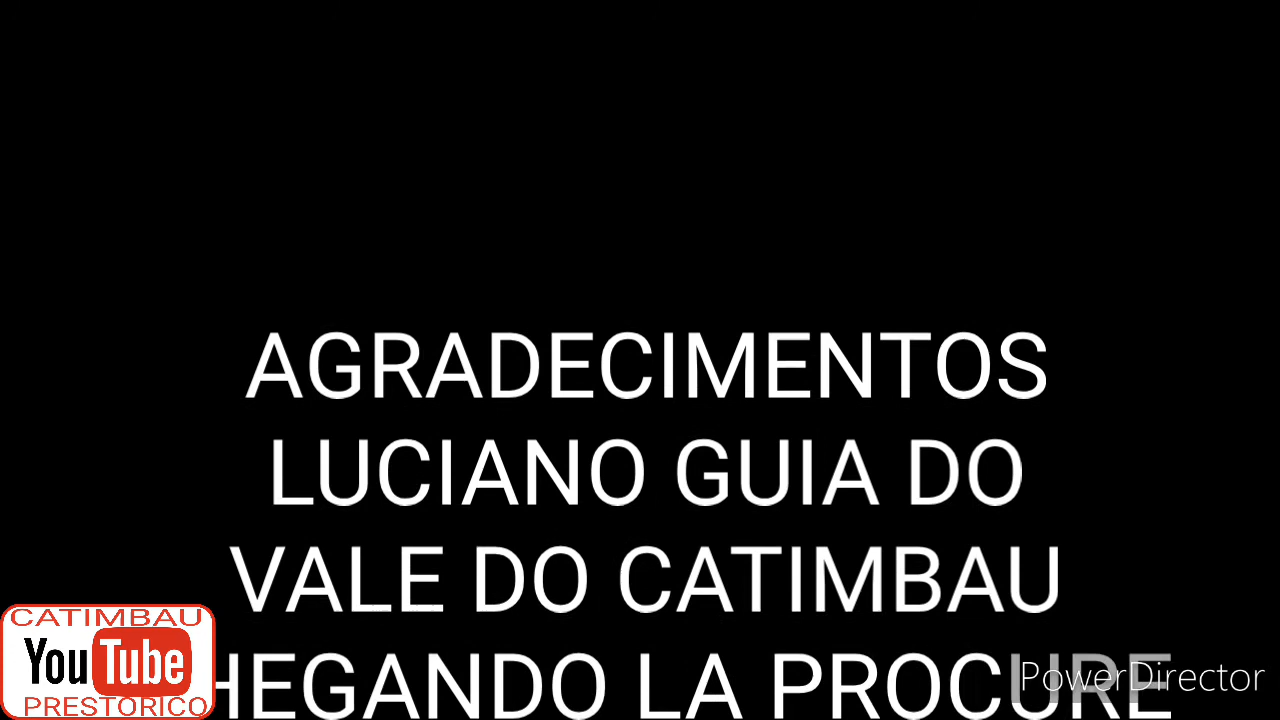 AGRADECIMENTOS
LUCIANO GUIA DO
VALE DO CATIMBAU
HEGANDO LA PROCURE
PowerDirector
CATIMBAU
YouTube
PRESTORICO